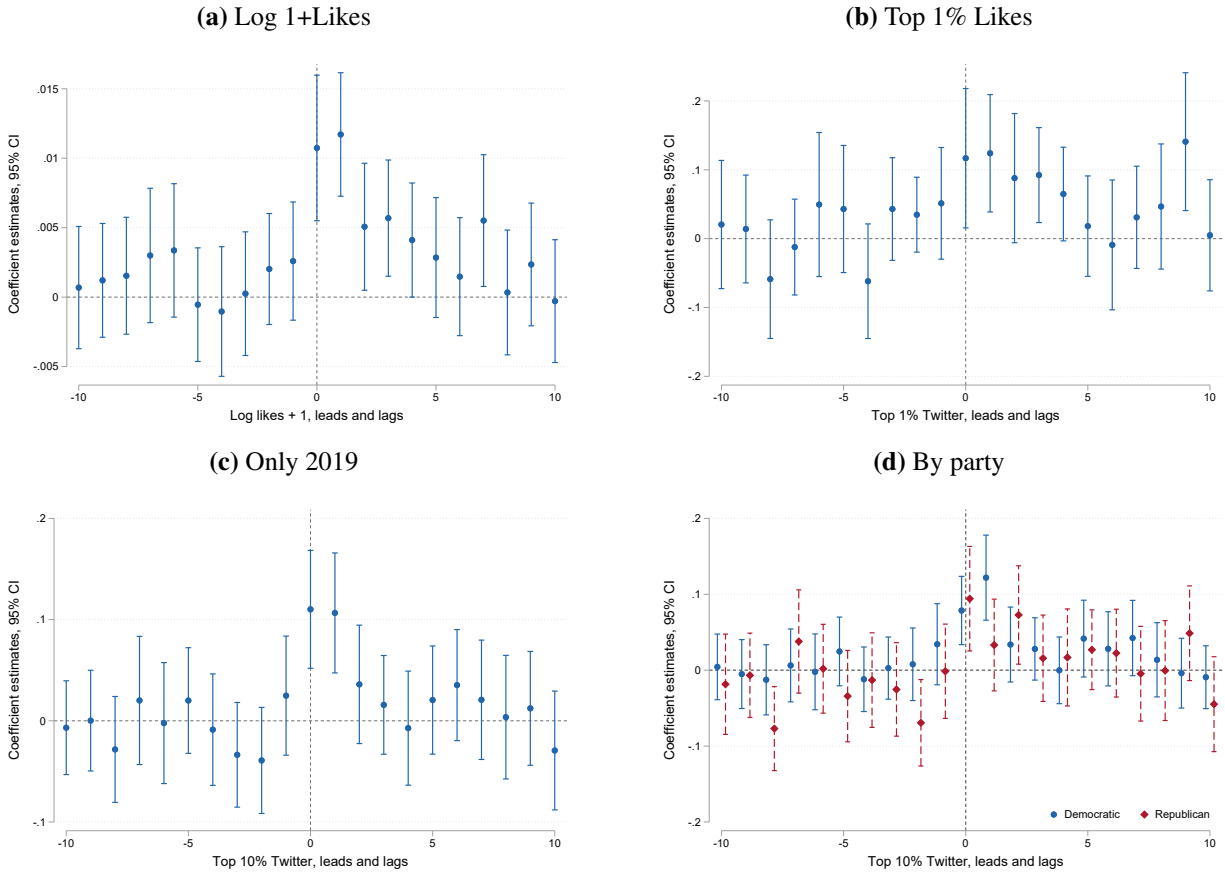 (a) Log 1+Likes
Coefficient estimates, 95% CI
.015
.01
.005
0
-.005
-10 -5 0 5 10
Log likes + 1, leads and lags
(b) Top 1% Likes
Coefficient estimates, 95% CI
.2
.1
0
-.1
-.2
-10 -5 0 5 10
Top 1% Twitter, leads and lags
(c) Only 2019
Coefficient estimates, 95% CI
.2
.1
0
-.1
-10 -5 0 5 10
Top 10% Twitter, leads and lags
(d) By party
Coefficient estimates, 95% CI
.2
.1
0
-.1
-.2
Democratic Republican
-10 -5 0 5 10
Top 10% Twitter, leads and lags